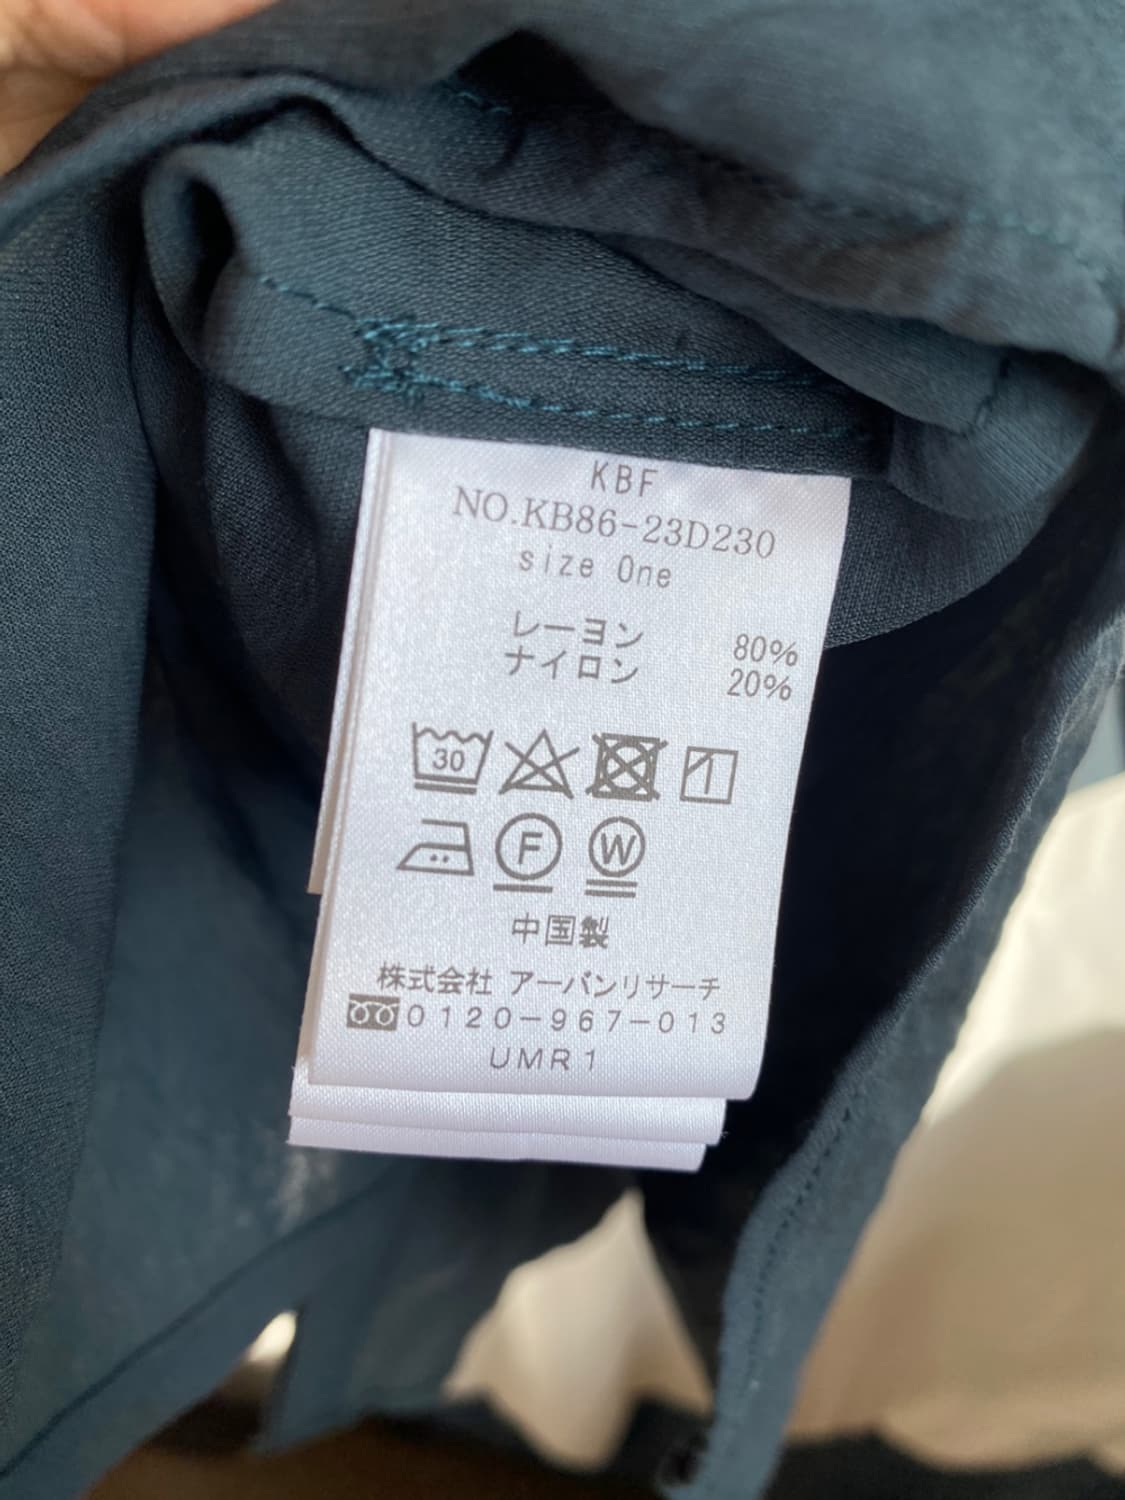 KBF
NO.KB86-23D230
size One
レーヨン 80%
ナイロン 20%
30
F W
中国製
株式会社 アーバンリサーチ
0120-967-013
UMR1